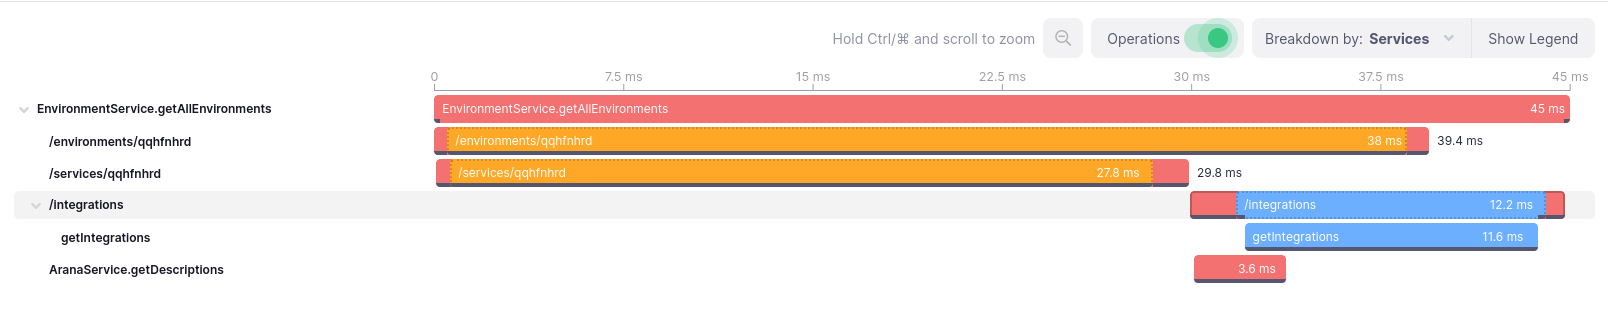 Hold Ctrl/⌘ and scroll to zoom Operations Breakdown by: Services Show Legend
0 7.5 ms 15 ms 22.5 ms 30 ms 37.5 ms 45 ms
EnvironmentService.getAllEnvironments EnvironmentService.getAllEnvironments 45 ms
/environments/qqhfnhrd /environments/qqhfnhrd 38 ms 39.4 ms
/services/qqhfnhrd /services/qqhfnhrd 27.8 ms 29.8 ms
/integrations /integrations 12.2 ms
getIntegrations getIntegrations 11.6 ms
AranaService.getDescriptions 3.6 ms